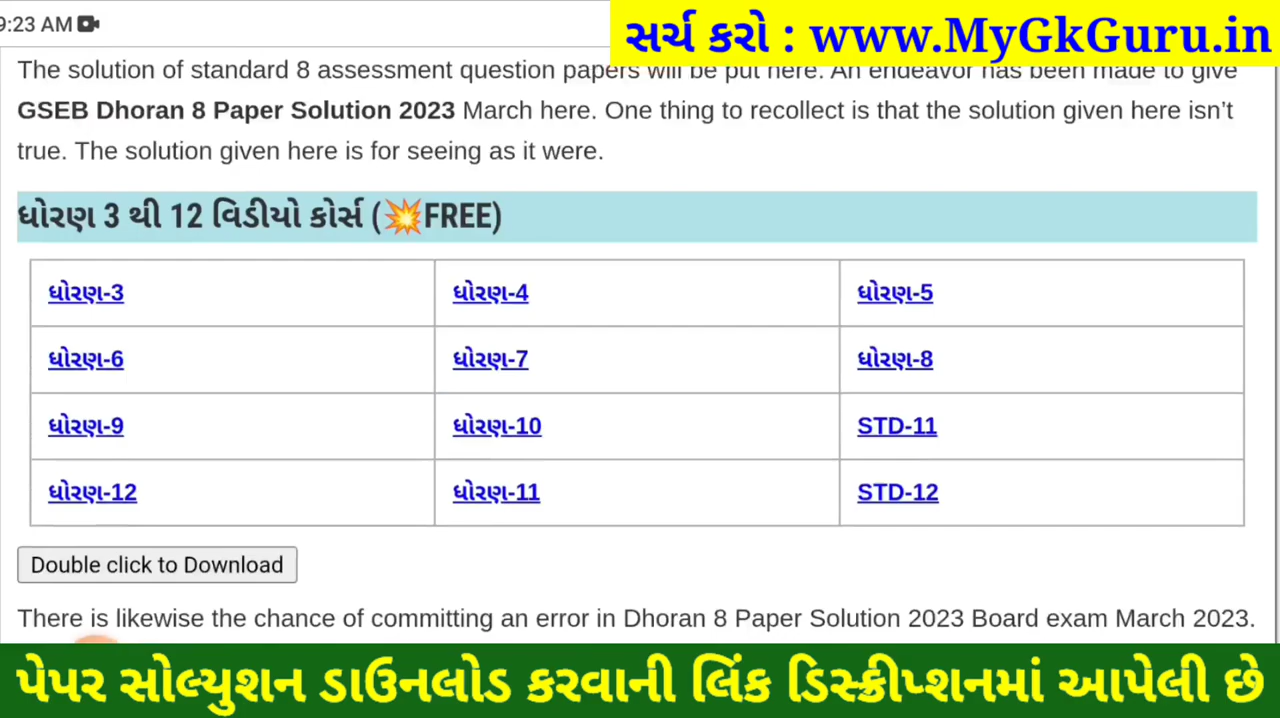 9:23 AM
સર્ચ કરો : www.MyGkGuru.in
The solution of standard 8 assessment question papers will be put here. An endeavor has been made to give
GSEB Dhoran 8 Paper Solution 2023 March here. One thing to recollect is that the solution given here isn't
true. The solution given here is for seeing as it were.
ધોરણ 3 થી 12 વિડીયો કોર્સ (💥FREE)
ધોરણ-3 ધોરણ-4 ધોરણ-5
ધોરણ-6 ધોરણ-7 ધોરણ-8
ધોરણ-9 ધોરણ-10 STD-11
ધોરણ-12 ધોરણ-11 STD-12
Double click to Download
There is likewise the chance of committing an error in Dhoran 8 Paper Solution 2023 Board exam March 2023.
પેપર સોલ્યુશન ડાઉનલોડ કરવાની લિંક ડિસ્ક્રીપ્શનમાં આપેલી છે